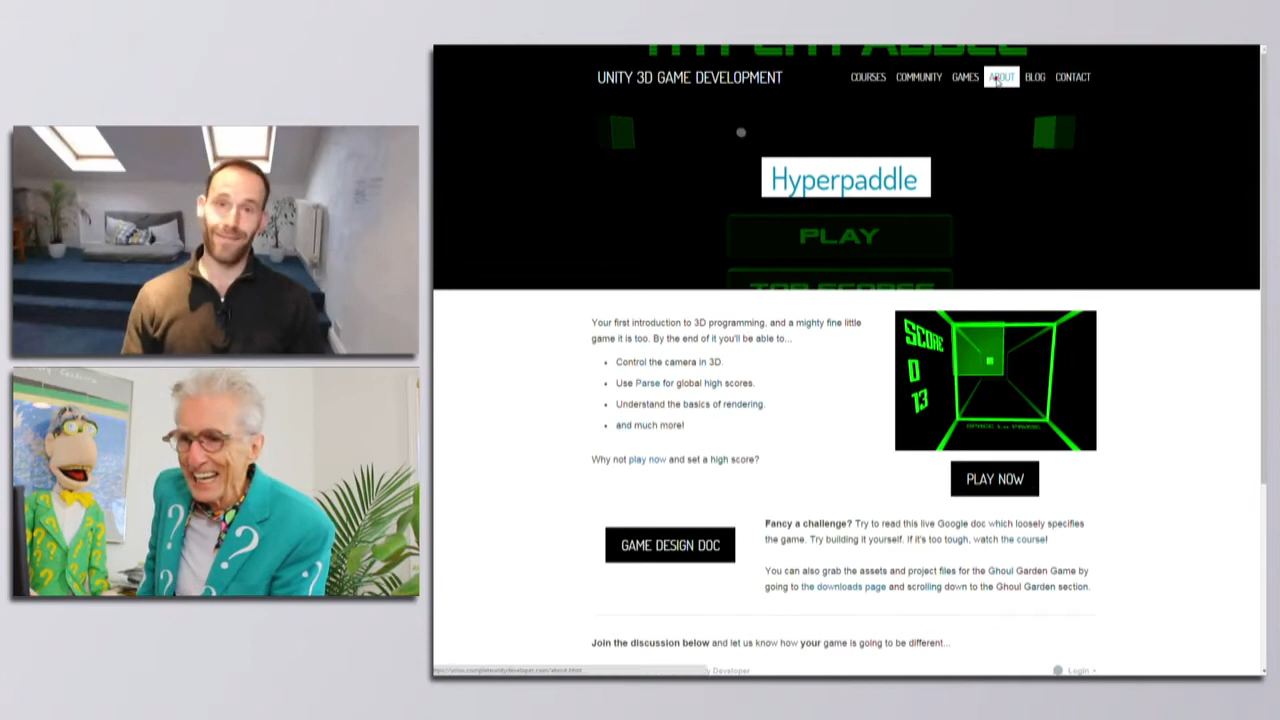 HYPERPADDLE
UNITY 3D GAME DEVELOPMENT
COURSES COMMUNITY GAMES ABOUT BLOG CONTACT
Hyperpaddle
PLAY
TOP SCORES
Your first introduction to 3D programming, and a mighty fine little
game it is too. By the end of it you'll be able to...
• Control the camera in 3D.
• Use Parse for global high scores.
• Understand the basics of rendering.
• and much more!
Why not play now and set a high score?
SCORE
0
13
PLAY NOW
GAME DESIGN DOC
Fancy a challenge? Try to read this live Google doc which loosely specifies
the game. Try building it yourself. If it's too tough, watch the course!
You can also grab the assets and project files for the Ghoul Garden Game by
going to the downloads page and scrolling down to the Ghoul Garden section.
Join the discussion below and let us know how your game is going to be different...
y Developer
Login